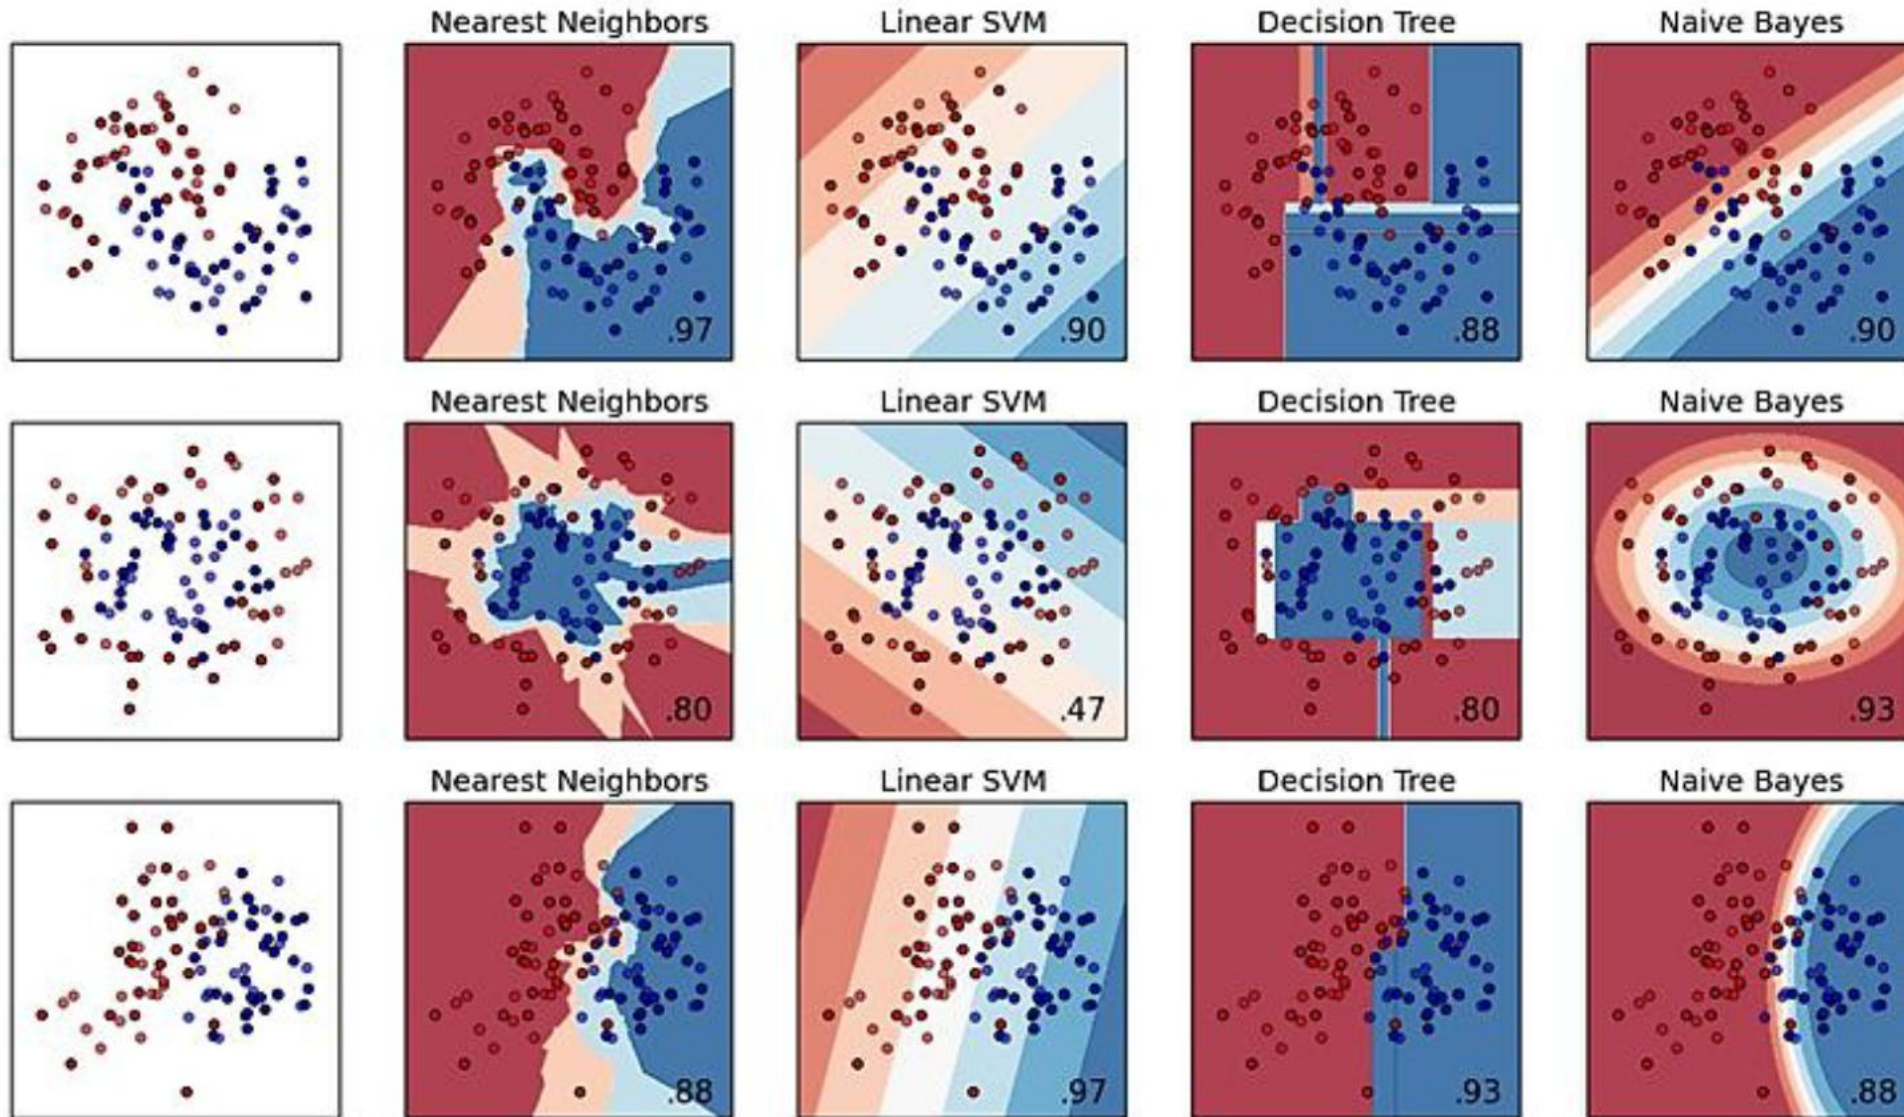 Nearest Neighbors Linear SVM Decision Tree Naive Bayes
.97 .90 .88 .90
Nearest Neighbors Linear SVM Decision Tree Naive Bayes
.80 .47 .80 .93
Nearest Neighbors Linear SVM Decision Tree Naive Bayes
.88 .97 .93 .88